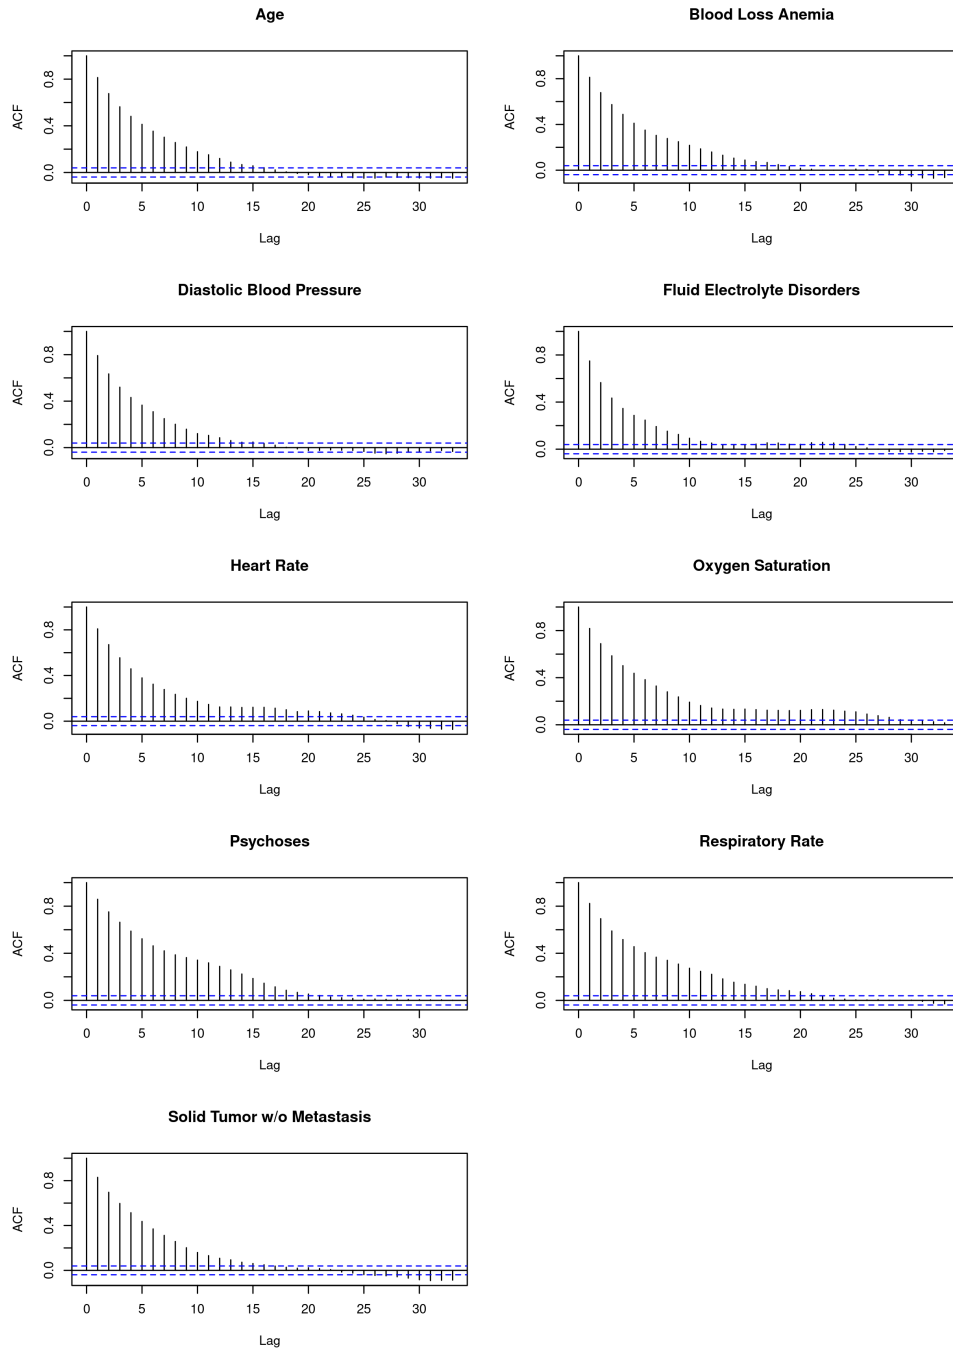 Age
ACF
0.0 0.4 0.8
0 5 10 15 20 25 30
Lag
Blood Loss Anemia
ACF
0.0 0.4 0.8
0 5 10 15 20 25 30
Lag
Diastolic Blood Pressure
ACF
0.0 0.4 0.8
0 5 10 15 20 25 30
Lag
Fluid Electrolyte Disorders
ACF
0.0 0.4 0.8
0 5 10 15 20 25 30
Lag
Heart Rate
ACF
0.0 0.4 0.8
0 5 10 15 20 25 30
Lag
Oxygen Saturation
ACF
0.0 0.4 0.8
0 5 10 15 20 25 30
Lag
Psychoses
ACF
0.0 0.4 0.8
0 5 10 15 20 25 30
Lag
Respiratory Rate
ACF
0.0 0.4 0.8
0 5 10 15 20 25 30
Lag
Solid Tumor w/o Metastasis
ACF
0.0 0.4 0.8
0 5 10 15 20 25 30
Lag